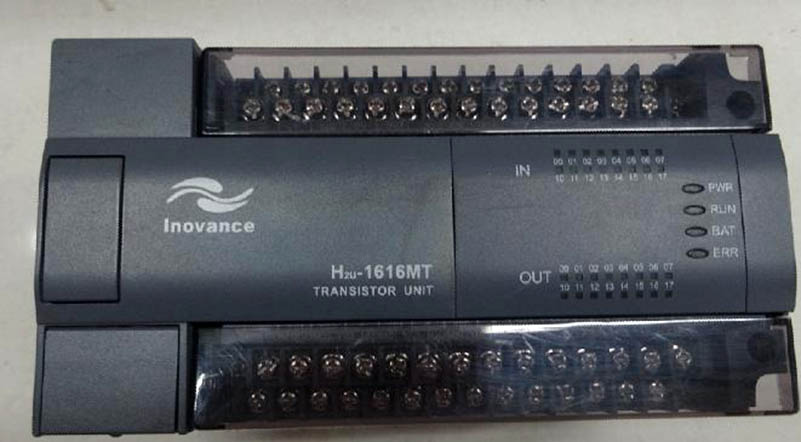 IN
00 01 02 03 04 05 06 07
10 11 12 13 14 15 16 17
PWR
RUN
BAT
ERR
Inovance
H2U-1616MT
TRANSISTOR UNIT
OUT
00 01 02 03 04 05 06 07
10 11 12 13 14 15 16 17